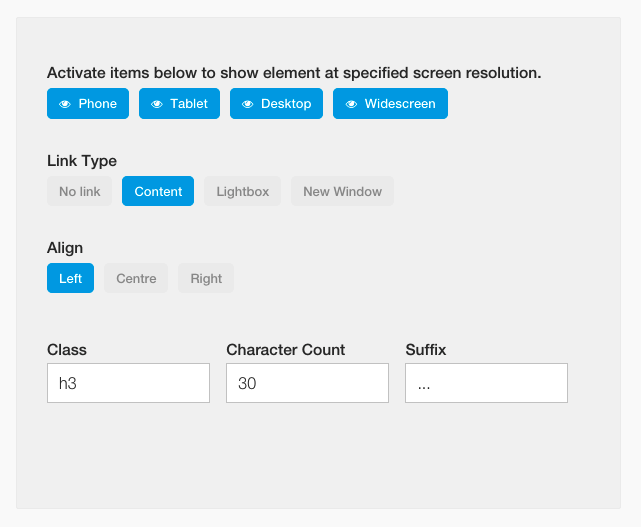 Activate items below to show element at specified screen resolution.
Phone Tablet Desktop Widescreen
Link Type
No link Content Lightbox New Window
Align
Left Centre Right
Class Character Count Suffix
h3 30 ...